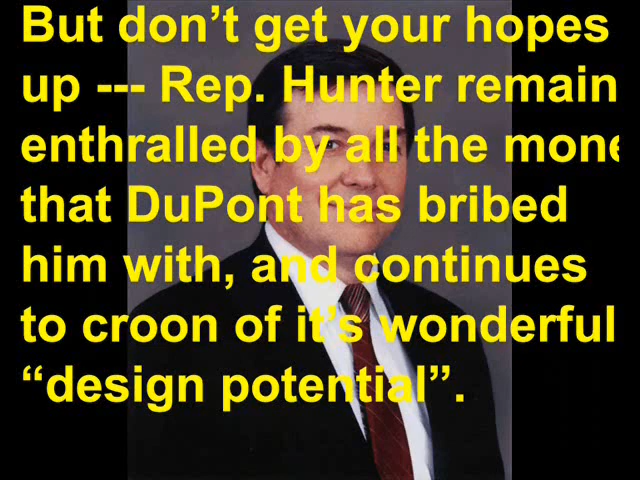 But don’t get your hopes
up --- Rep. Hunter remain
enthralled by all the mone
that DuPont has bribed
him with, and continues
to croon of it’s wonderful
“design potential”.